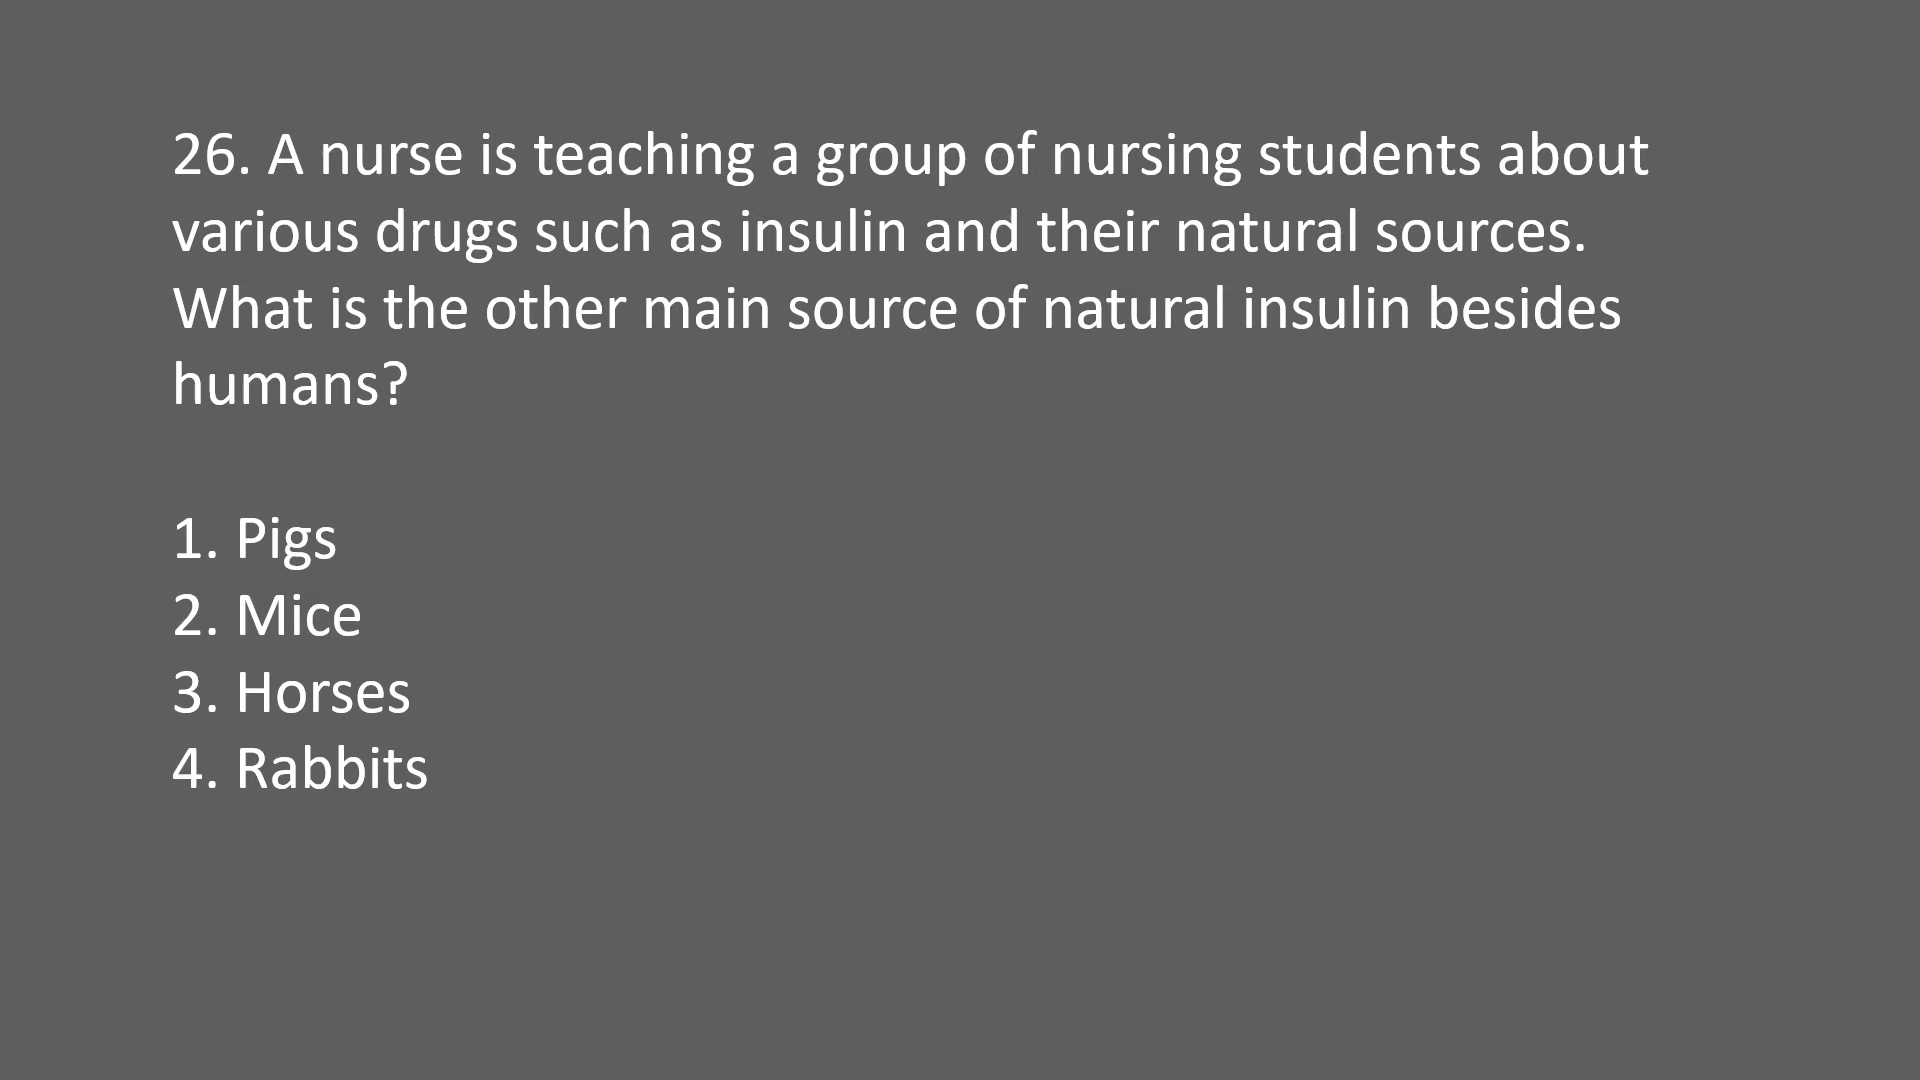 26. A nurse is teaching a group of nursing students about
various drugs such as insulin and their natural sources.
What is the other main source of natural insulin besides
humans?
1. Pigs
2. Mice
3. Horses
4. Rabbits